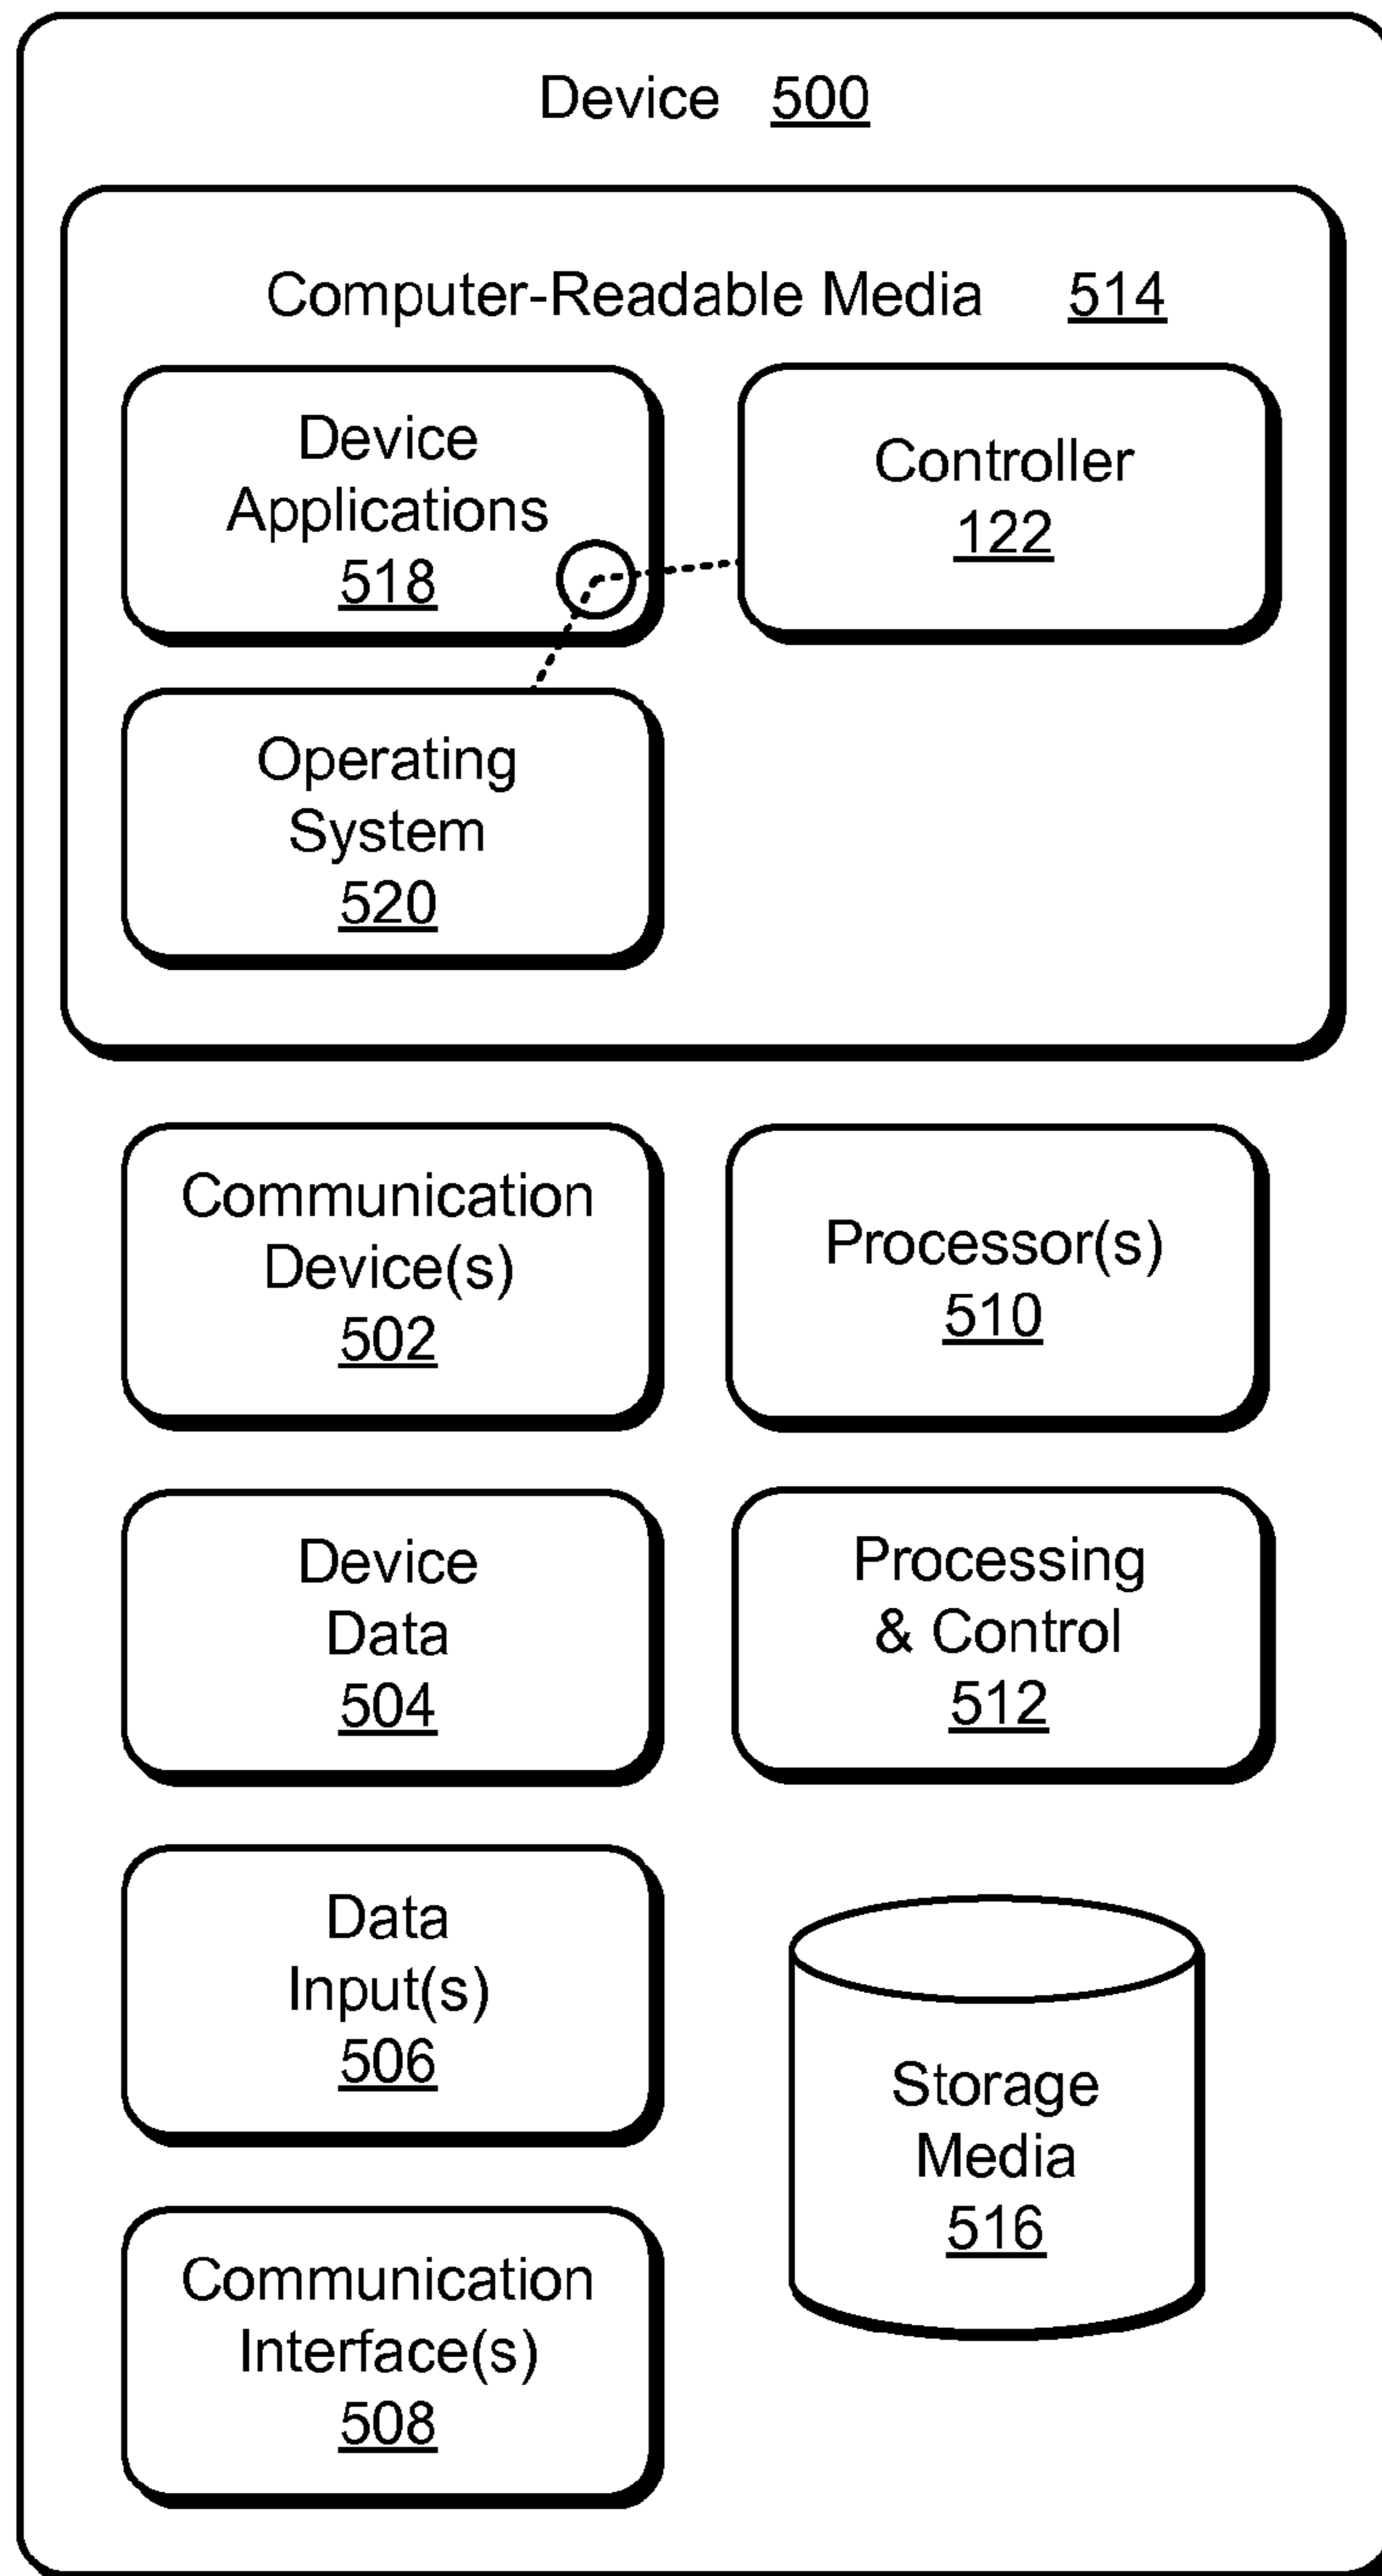 Device 500
Computer-Readable Media 514
Device
Applications
518
Controller
122
Operating
System
520
Communication
Device(s)
502
Processor(s)
510
Device
Data
504
Processing
& Control
512
Data
Input(s)
506
Storage
Media
516
Communication
Interface(s)
508